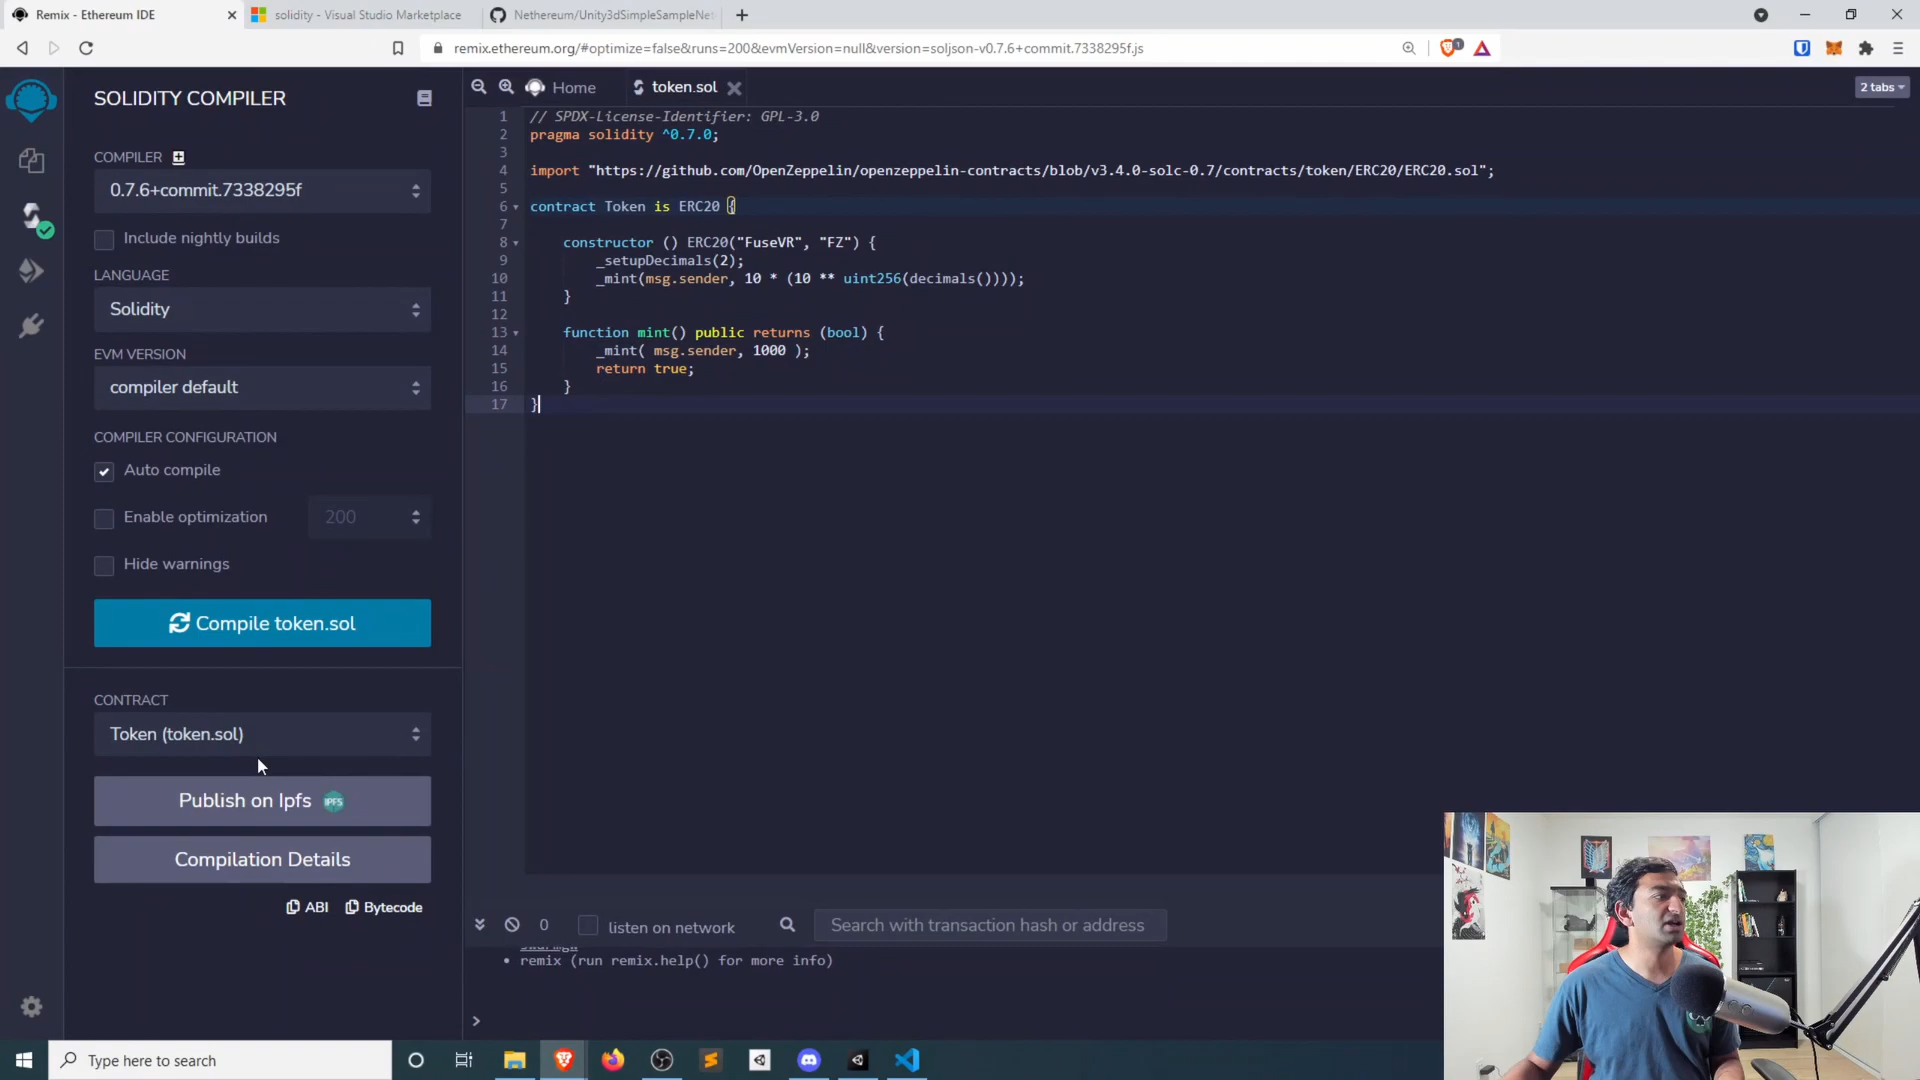 Remix - Ethereum IDE
solidity - Visual Studio Marketplace
Nethereum/Unity3dSimpleSampleNet
remix.ethereum.org/#optimize=false&runs=200&evmVersion=null&version=soljson-v0.7.6+commit.7338295f.js
1
SOLIDITY COMPILER
Home
token.sol
2 tabs
COMPILER
0.7.6+commit.7338295f
Include nightly builds
LANGUAGE
Solidity
EVM VERSION
compiler default
COMPILER CONFIGURATION
Auto compile
Enable optimization
200
Hide warnings
Compile token.sol
CONTRACT
Token (token.sol)
Publish on Ipfs
IPFS
Compilation Details
ABI
Bytecode
1 // SPDX-License-Identifier: GPL-3.0
2 pragma solidity ^0.7.0;
3
4 import "https://github.com/OpenZeppelin/openzeppelin-contracts/blob/v3.4.0-solc-0.7/contracts/token/ERC20/ERC20.sol";
5
6 contract Token is ERC20 {
7
8 constructor () ERC20("FuseVR", "FZ") {
9 _setupDecimals(2);
10 _mint(msg.sender, 10 * (10 ** uint256(decimals())));
11 }
12
13 function mint() public returns (bool) {
14 _mint( msg.sender, 1000 );
15 return true;
16 }
17 }
0
listen on network
Search with transaction hash or address
• remix (run remix.help() for more info)
>
Type here to search